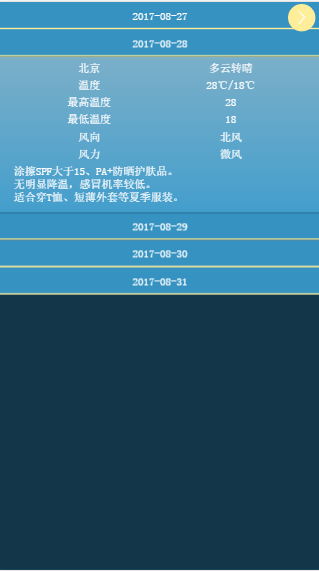 2017-08-27
2017-08-28
北京 多云转晴
温度 28℃/18℃
最高温度 28
最低温度 18
风向 北风
风力 微风
涂擦SPF大于15、PA+防晒护肤品。
无明显降温，感冒机率较低。
适合穿T恤、短薄外套等夏季服装。
2017-08-29
2017-08-30
2017-08-31